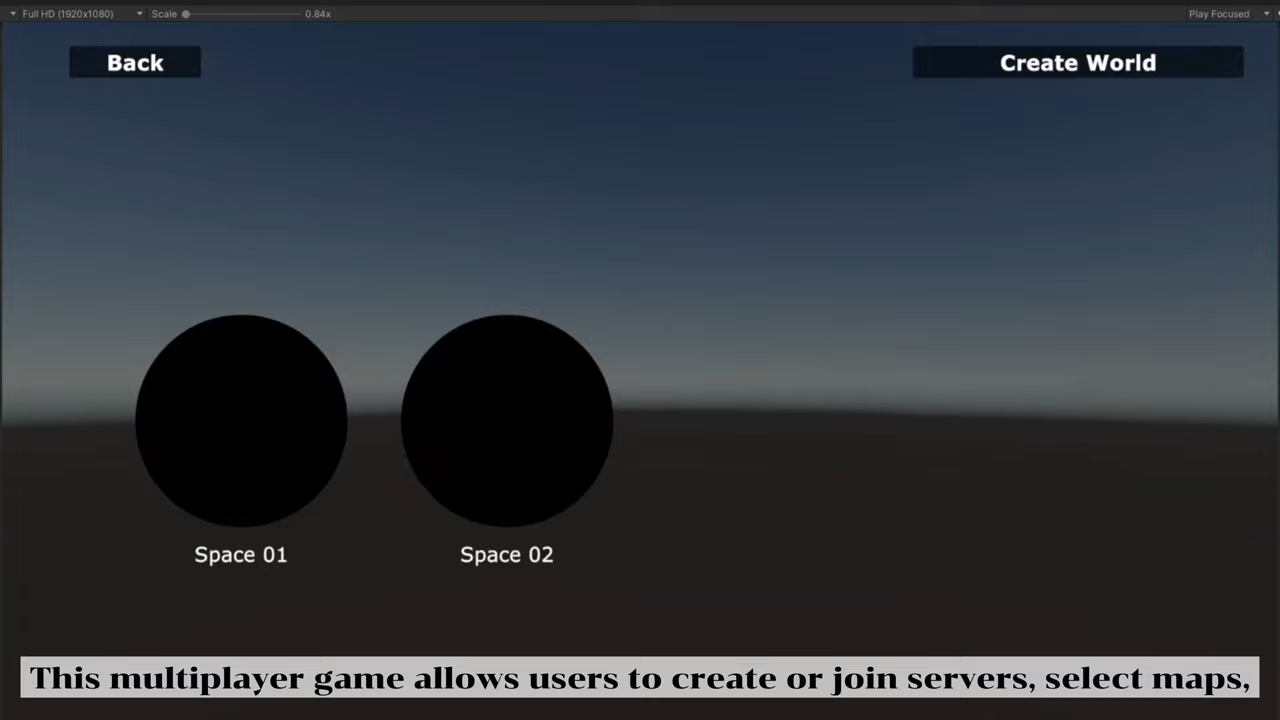 Full HD (1920x1080) Scale 0.84x Play Focused
Back Create World
Space 01 Space 02
This multiplayer game allows users to create or join servers, select maps,